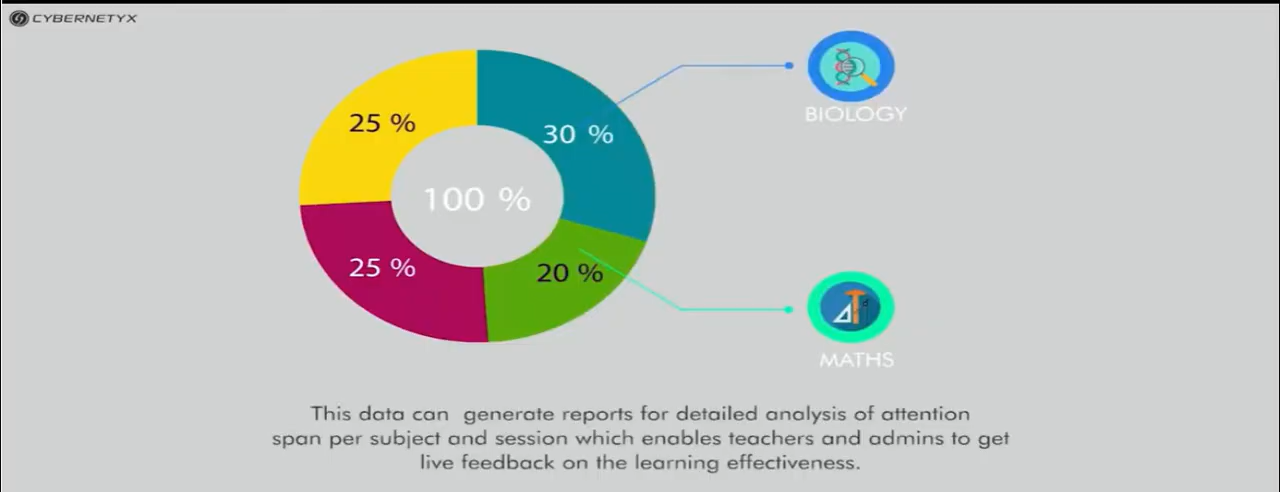 CYBERNETYX
25 %
30 %
BIOLOGY
100 %
25 %
20 %
MATHS
This data can generate reports for detailed analysis of attention
span per subject and session which enables teachers and admins to get
live feedback on the learning effectiveness.